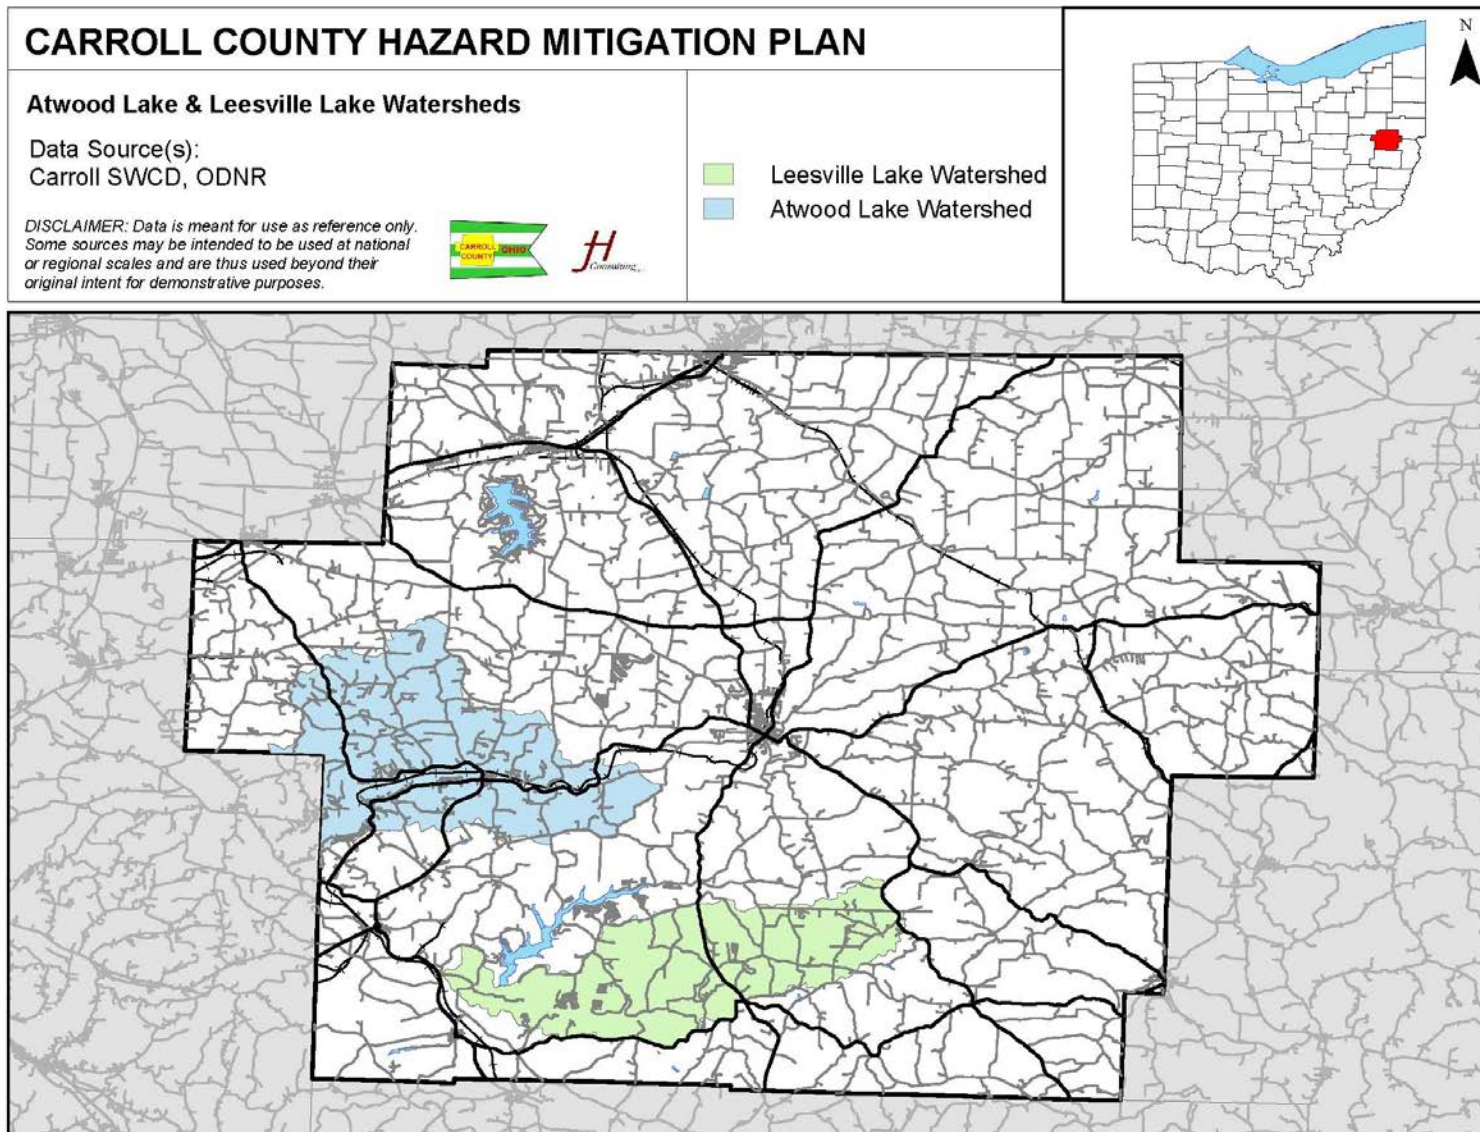 CARROLL COUNTY HAZARD MITIGATION PLAN
Atwood Lake & Leesville Lake Watersheds
Data Source(s):
Carroll SWCD, ODNR
DISCLAIMER: Data is meant for use as reference only.
Some sources may be intended to be used at national
or regional scales and are thus used beyond their
original intent for demonstrative purposes.
CARROLL
COUNTY
OHIO
JH
Consulting
Leesville Lake Watershed
Atwood Lake Watershed
N